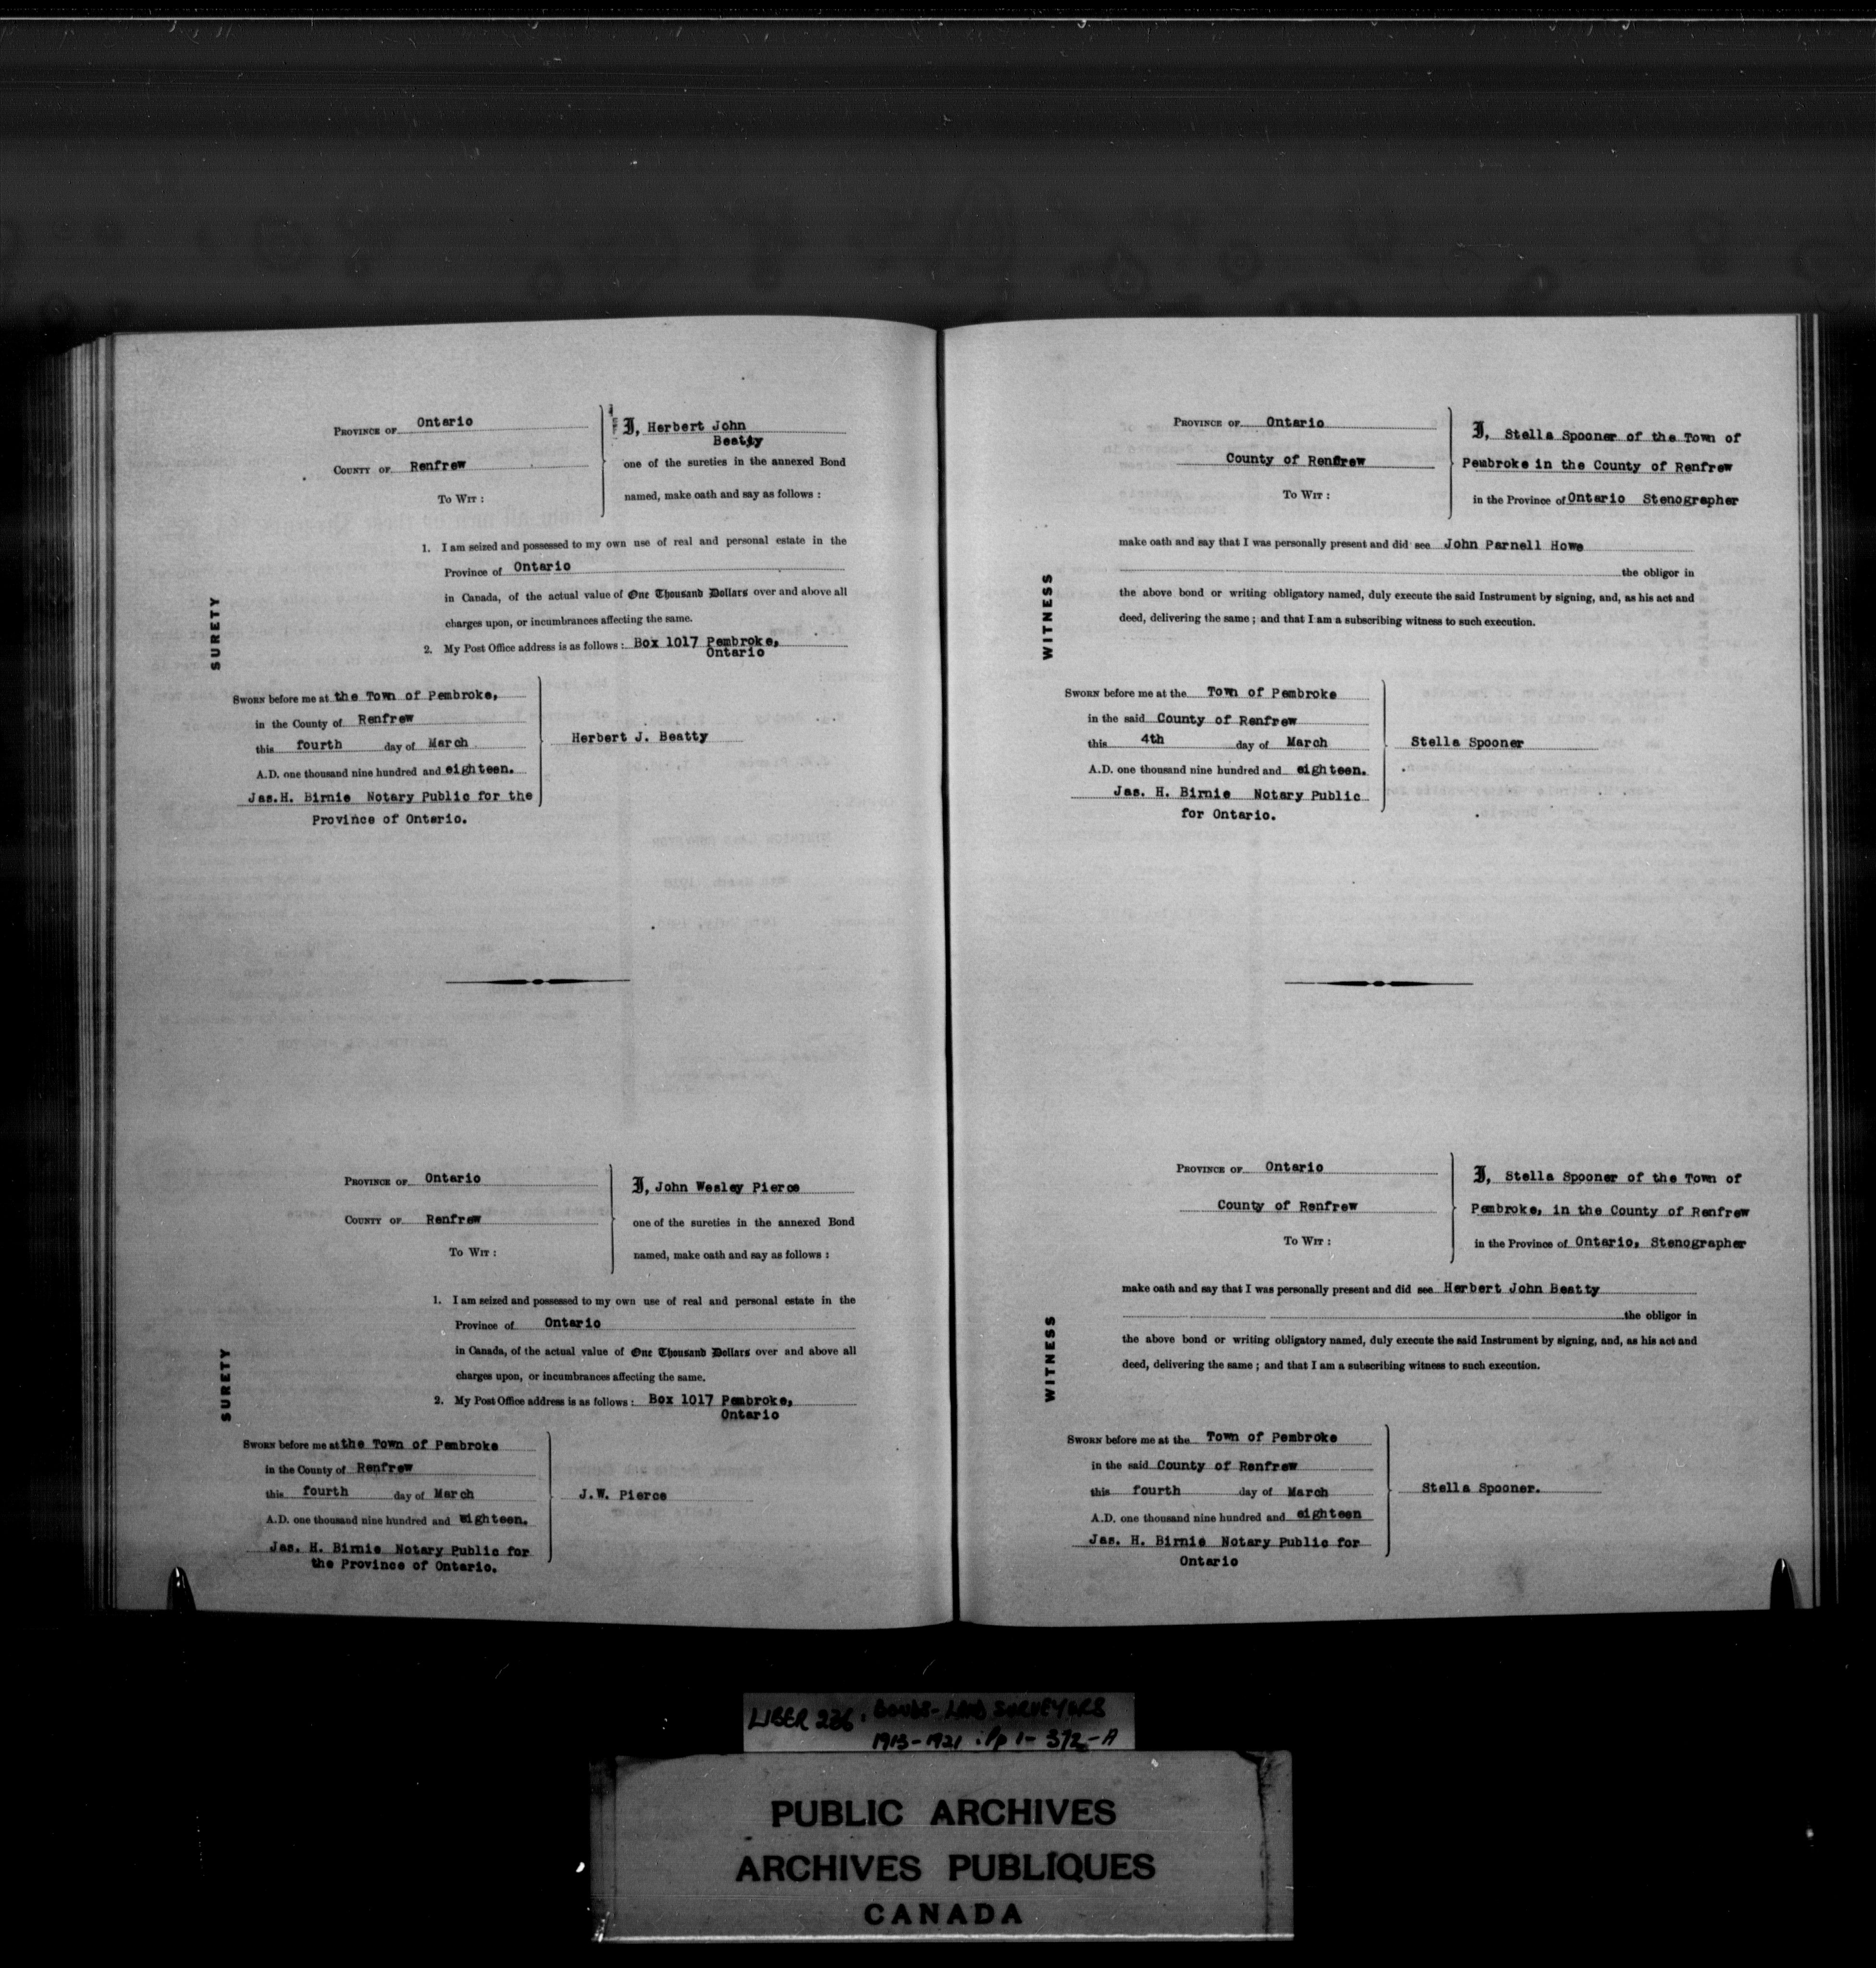 SURETY
PROVINCE OF Ontario
COUNTY OF Renfrew
TO WIT :
I, Herbert John
Beatty
one of the sureties in the annexed Bond
named, make oath and say as follows :
1. I am seized and possessed to my own use of real and personal estate in the
Province of Ontario
in Canada, of the actual value of One Thousand Dollars over and above all
charges upon, or incumbrances affecting the same.
2. My Post Office address is as follows : Box 1017 Pembroke,
Ontario
SWORN before me at the Town of Pembroke,
in the County of Renfrew
this fourth day of March
A.D. one thousand nine hundred and eighteen.
Jas.H. Birnie Notary Public for the
Province of Ontario.
Herbert J. Beatty
SURETY
PROVINCE OF Ontario
COUNTY OF Renfrew
TO WIT :
I, John Wesley Pierce
one of the sureties in the annexed Bond
named, make oath and say as follows :
1. I am seized and possessed to my own use of real and personal estate in the
Province of Ontario
in Canada, of the actual value of One Thousand Dollars over and above all
charges upon, or incumbrances affecting the same.
2. My Post Office address is as follows : Box 1017 Pembroke,
Ontario
SWORN before me at the Town of Pembroke
in the County of Renfrew
this fourth day of March
A.D. one thousand nine hundred and eighteen.
Jas. H. Birnie Notary Public for
the Province of Ontario.
J.W. Pierce
WITNESS
PROVINCE OF Ontario
County of Renfrew
TO WIT :
I, Stella Spooner of the Town of
Pembroke in the County of Renfrew
in the Province of Ontario Stenographer
make oath and say that I was personally present and did see John Parnell Howe
the obligor in
the above bond or writing obligatory named, duly execute the said Instrument by signing, and, as his act and
deed, delivering the same ; and that I am a subscribing witness to such execution.
SWORN before me at the Town of Pembroke
in the said County of Renfrew
this 4th day of March
A.D. one thousand nine hundred and eighteen.
Jas. H. Birnie Notary Public
for Ontario.
Stella Spooner
WITNESS
PROVINCE OF Ontario
County of Renfrew
TO WIT :
I, Stella Spooner of the Town of
Pembroke, in the County of Renfrew
in the Province of Ontario, Stenographer
make oath and say that I was personally present and did see Herbert John Beatty
the obligor in
the above bond or writing obligatory named, duly execute the said Instrument by signing, and, as his act and
deed, delivering the same ; and that I am a subscribing witness to such execution.
SWORN before me at the Town of Pembroke
in the said County of Renfrew
this fourth day of March
A.D. one thousand nine hundred and eighteen
Jas. H. Birnie Notary Public for
Ontario
Stella Spooner.
LIBER 236 : BONDS - LAND SURVEYORS
1913-1921 : Pp 1- 372-A
PUBLIC ARCHIVES
ARCHIVES PUBLIQUES
CANADA